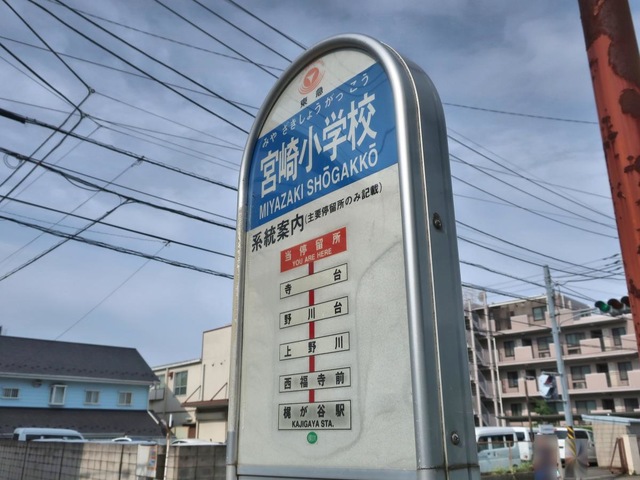 東急
みやざきしょうがっこう
宮崎小学校
MIYAZAKI SHŌGAKKŌ
系統案内(主要停留所のみ記載)
当停留所
YOU ARE HERE
寺台
野川台
上野川
西福寺前
梶が谷駅
KAJIGAYA STA.